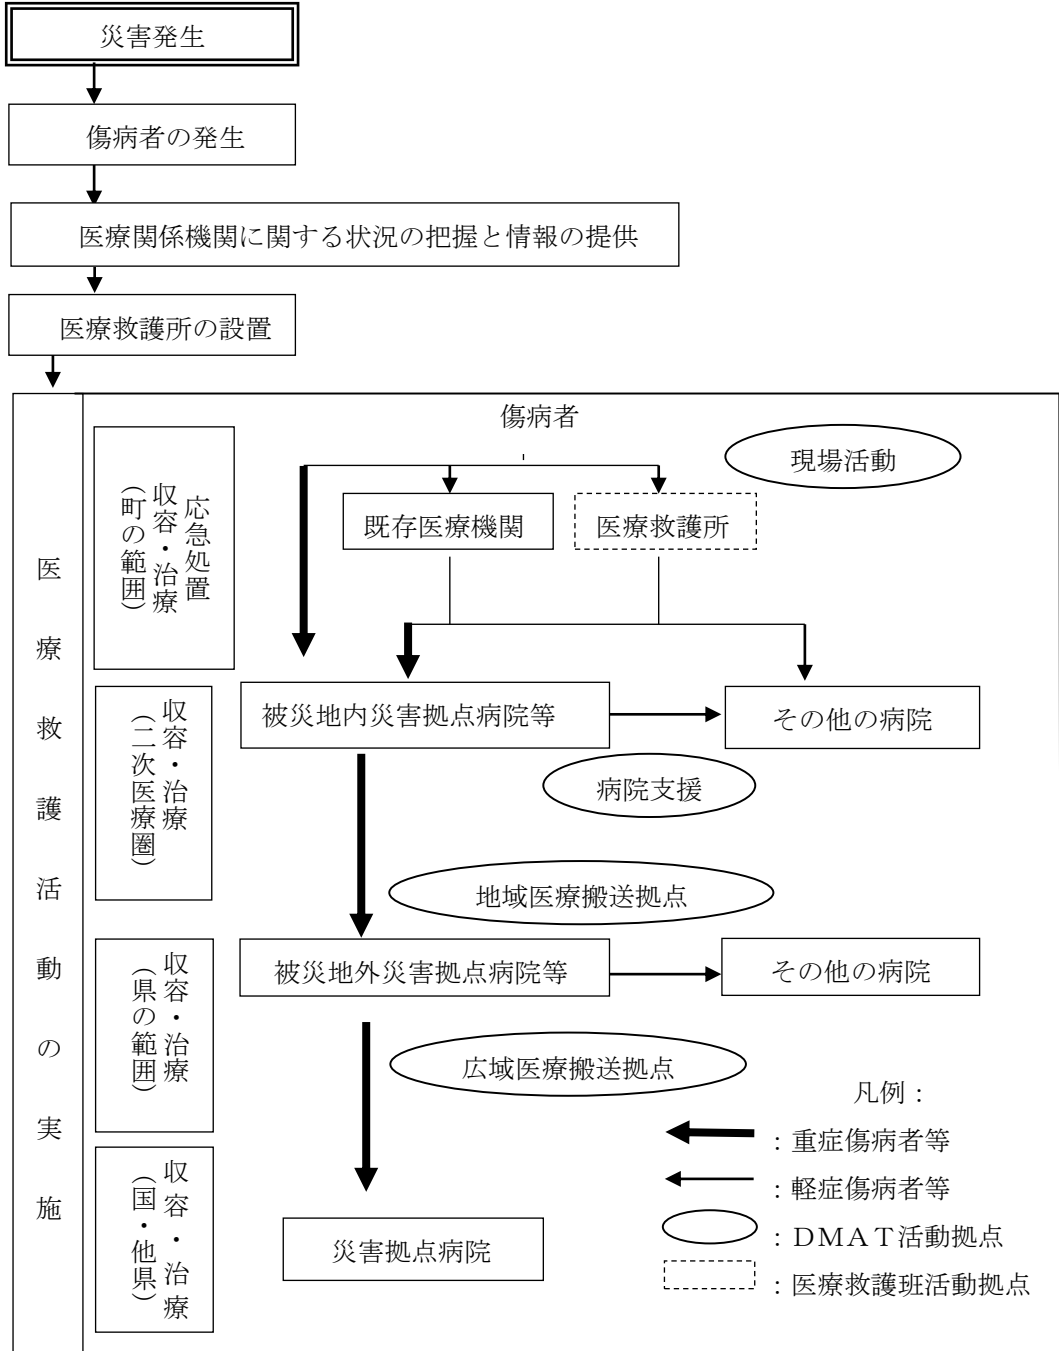 災害発生
傷病者の発生
医療関係機関に関する状況の把握と情報の提供
医療救護所の設置
医療救護活動の実施
応急処置
収容・治療
（町の範囲）
傷病者
現場活動
既存医療機関
医療救護所
収容・治療
（二次医療圏）
被災地内災害拠点病院等
その他の病院
病院支援
地域医療搬送拠点
収容・治療
（県の範囲）
被災地外災害拠点病院等
その他の病院
広域医療搬送拠点
収容・治療
（国・他県）
災害拠点病院
凡例：
：重症傷病者等
：軽症傷病者等
：ＤＭＡＴ活動拠点
：医療救護班活動拠点